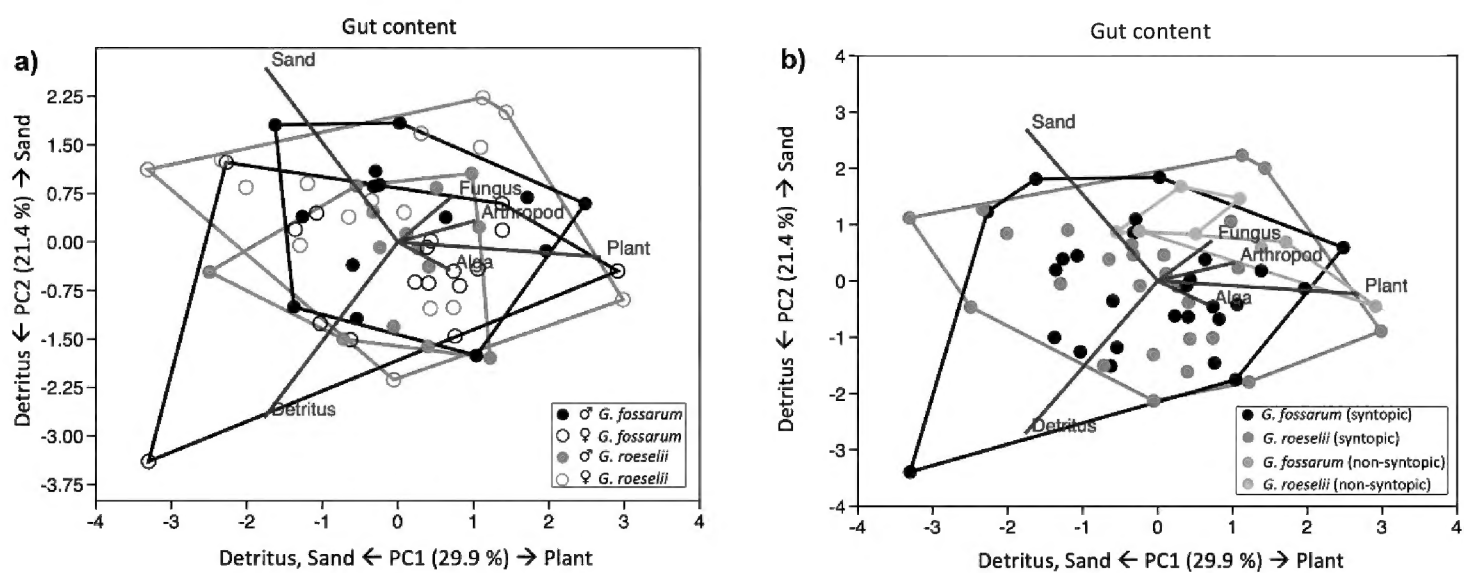 Gut content
a)
Sand
Fungus
Arthropod
Plant
Alga
Detritus
2.25
1.50
0.75
0.00
-0.75
-1.50
-2.25
-3.00
-3.75
-4 -3 -2 -1 0 1 2 3 4
Detritus ← PC2 (21.4 %) → Sand
Detritus, Sand ← PC1 (29.9 %) → Plant
♂ G. fossarum
♀ G. fossarum
♂ G. roeselii
♀ G. roeselii
Gut content
b)
Sand
Fungus
Arthropod
Plant
Alga
Detritus
4
3
2
1
0
-1
-2
-3
-4
-4 -3 -2 -1 0 1 2 3 4
Detritus ← PC2 (21.4 %) → Sand
Detritus, Sand ← PC1 (29.9 %) → Plant
G. fossarum (syntopic)
G. roeselii (syntopic)
G. fossarum (non-syntopic)
G. roeselii (non-syntopic)